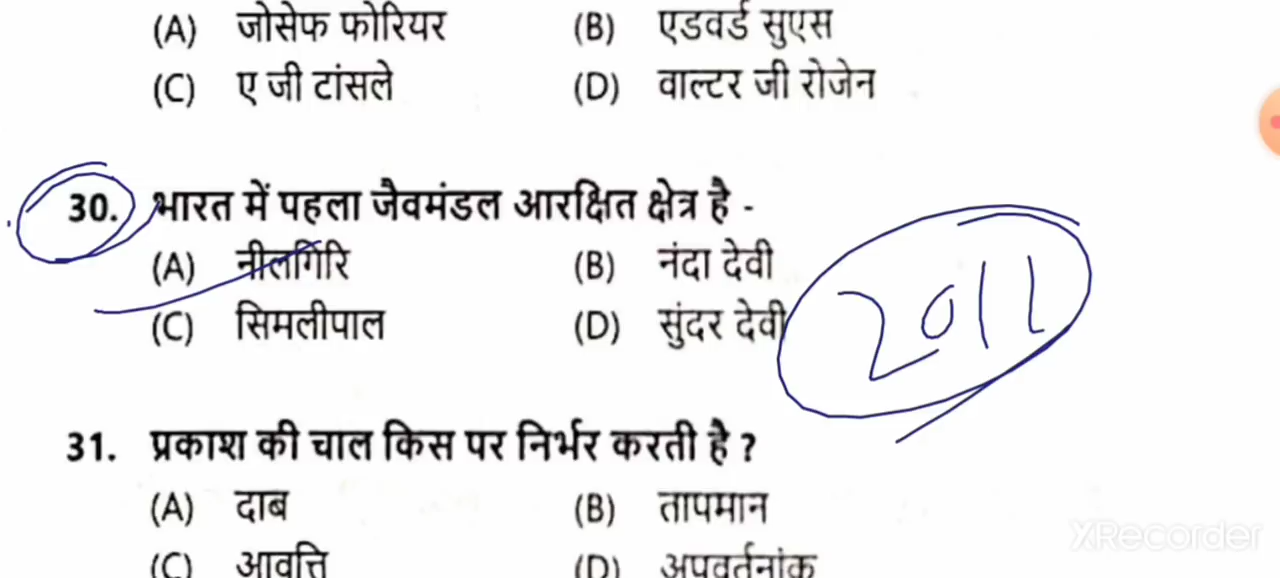 (A) जोसेफ फोरियर (B) एडवर्ड सुएस
(C) ए जी टांसले (D) वाल्टर जी रोजेन
30. भारत में पहला जैवमंडल आरक्षित क्षेत्र है -
(A) नीलगिरि (B) नंदा देवी
(C) सिमलीपाल (D) सुंदर देवी
2011
31. प्रकाश की चाल किस पर निर्भर करती है ?
(A) दाब (B) तापमान
(C) आवृत्ति (D) अपवर्तनांक
XRecorder